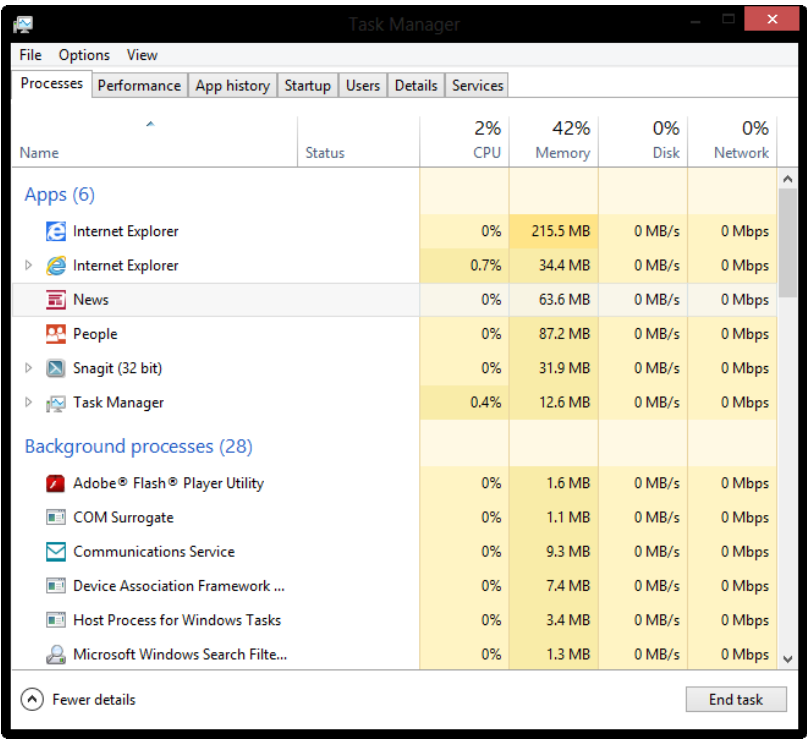 Task Manager
File Options View
Processes Performance App history Startup Users Details Services
2% 42% 0% 0%
Name Status CPU Memory Disk Network
Apps (6)
Internet Explorer 0% 215.5 MB 0 MB/s 0 Mbps
Internet Explorer 0.7% 34.4 MB 0 MB/s 0 Mbps
News 0% 63.6 MB 0 MB/s 0 Mbps
People 0% 87.2 MB 0 MB/s 0 Mbps
Snagit (32 bit) 0% 31.9 MB 0 MB/s 0 Mbps
Task Manager 0.4% 12.6 MB 0 MB/s 0 Mbps
Background processes (28)
Adobe® Flash® Player Utility 0% 1.6 MB 0 MB/s 0 Mbps
COM Surrogate 0% 1.1 MB 0 MB/s 0 Mbps
Communications Service 0% 9.3 MB 0 MB/s 0 Mbps
Device Association Framework ... 0% 7.4 MB 0 MB/s 0 Mbps
Host Process for Windows Tasks 0% 3.4 MB 0 MB/s 0 Mbps
Microsoft Windows Search Filte... 0% 1.3 MB 0 MB/s 0 Mbps
Fewer details End task